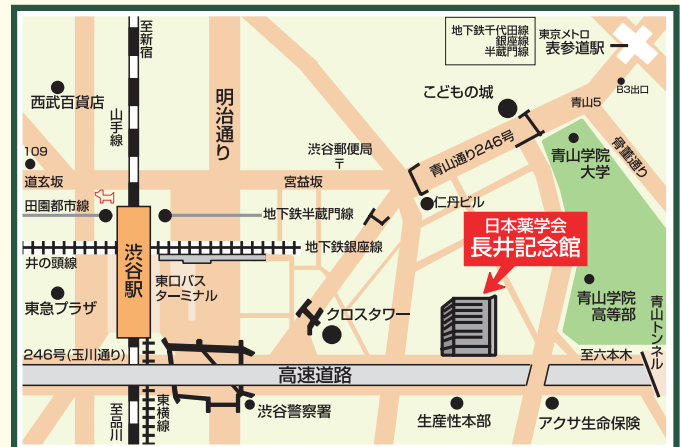 至新宿
地下鉄千代田線
銀座線
半蔵門線
東京メトロ
表参道駅
西武百貨店
山手線
明治通り
こどもの城
B3出口
青山5
109
道玄坂
渋谷郵便局
〒
宮益坂
青山通り246号
青山学院
大学
骨董通り
田園都市線
地下鉄半蔵門線
仁丹ビル
日本薬学会
長井記念館
井の頭線
渋谷駅
地下鉄銀座線
東口バス
ターミナル
東急プラザ
クロスタワー
青山学院
高等部
青山トンネル
246号(玉川通り)
至六本木
高速道路
至品川
東横線
渋谷警察署
生産性本部
アクサ生命保険